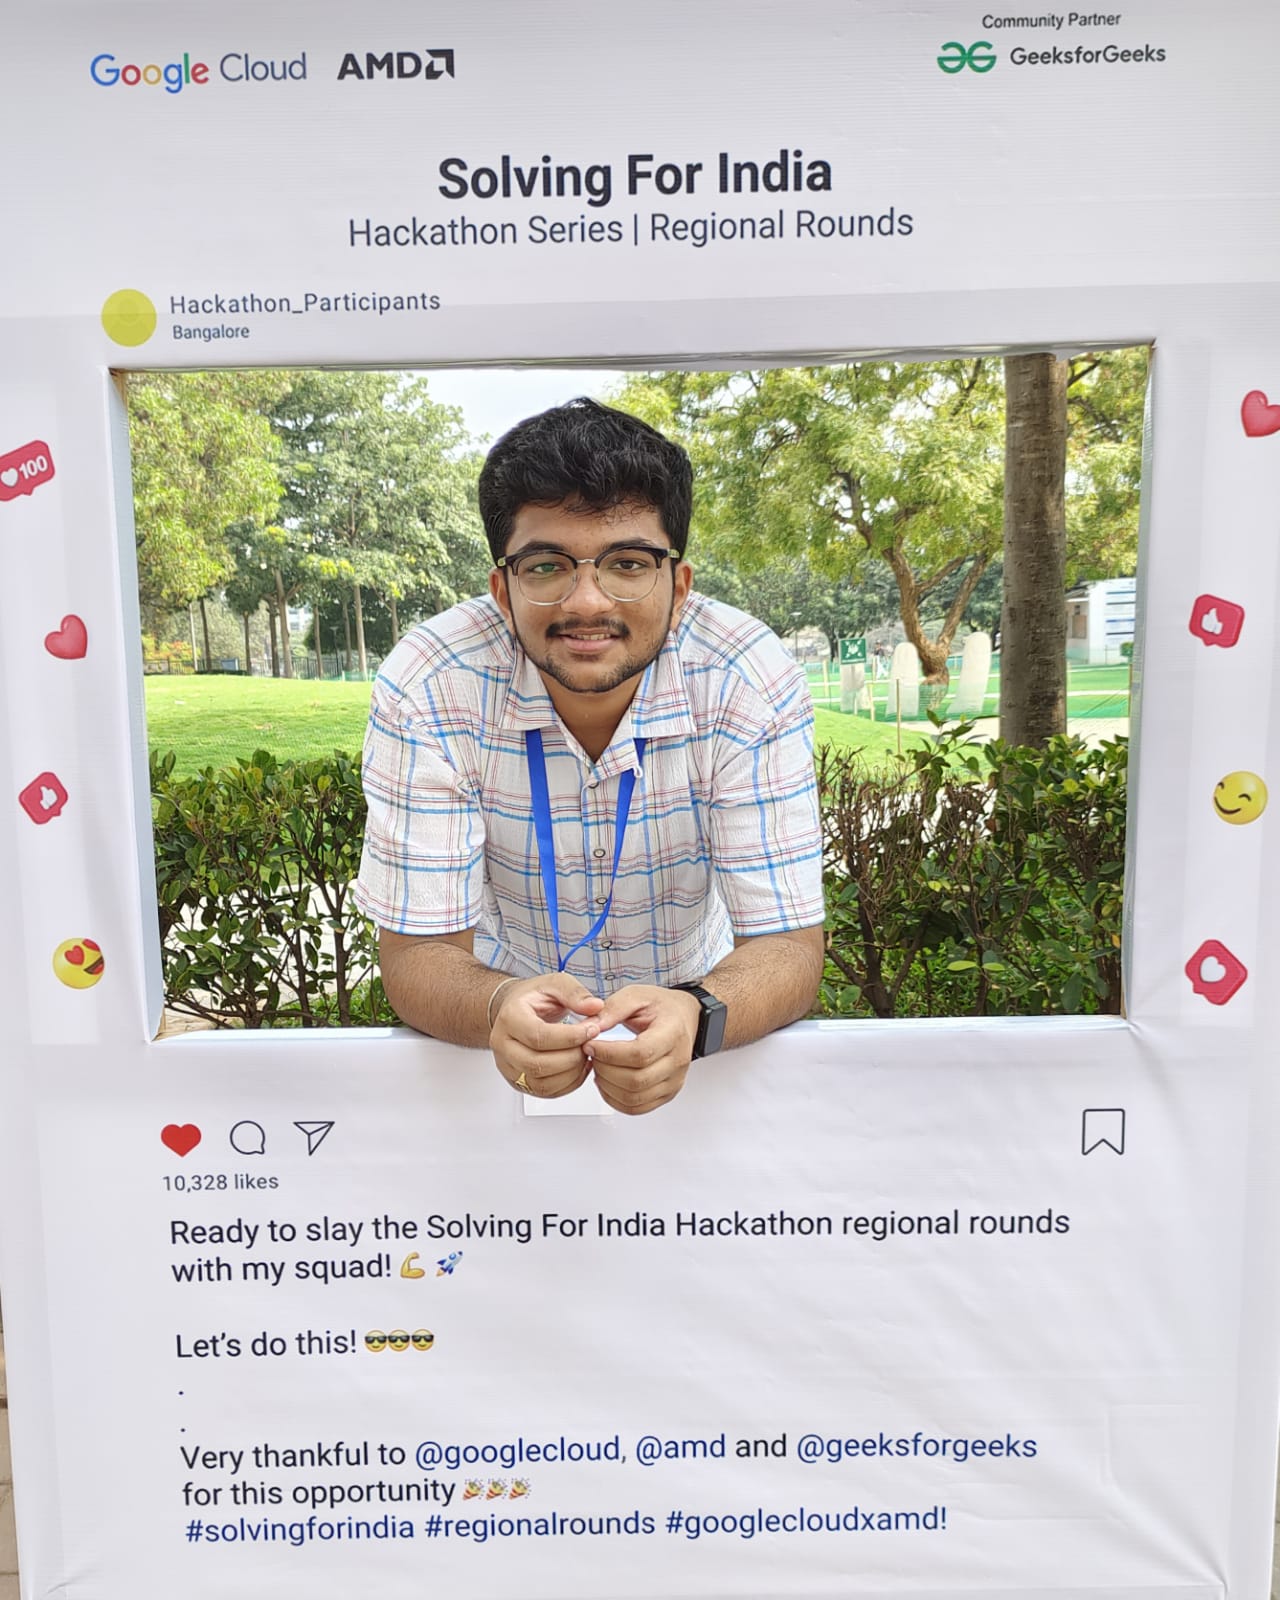 Community Partner
Google Cloud AMD
GeeksforGeeks
Solving For India
Hackathon Series | Regional Rounds
Hackathon_Participants
Bangalore
100
10,328 likes
Ready to slay the Solving For India Hackathon regional rounds
with my squad! 💪 🚀
Let's do this! 😎😎😎
.
.
Very thankful to @googlecloud, @amd and @geeksforgeeks
for this opportunity 🎉🎉🎉
#solvingforindia #regionalrounds #googlecloudxamd!